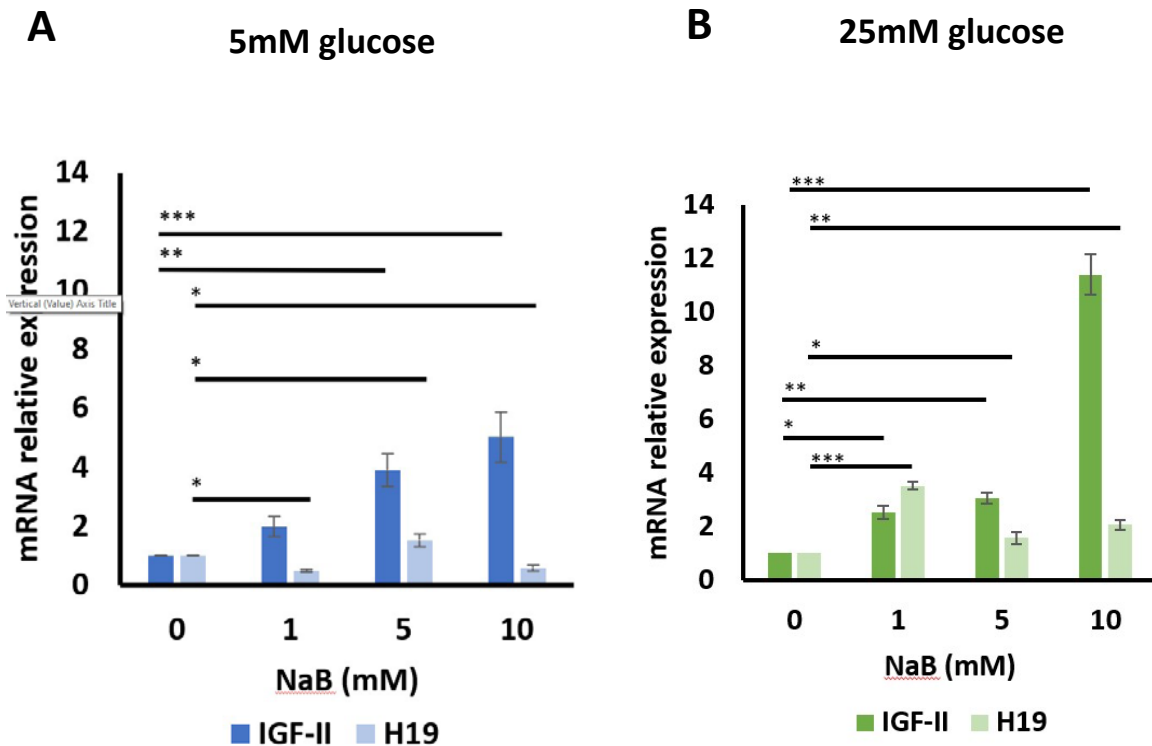 A
5mM glucose
mRNA relative expression
Vertical (Value) Axis Title
14
12
10
8
6
4
2
0
***
**
*
*
*
0 1 5 10
NaB (mM)
IGF-II H19
B
25mM glucose
mRNA relative expression
14
12
10
8
6
4
2
0
***
**
*
**
*
***
0 1 5 10
NaB (mM)
IGF-II H19